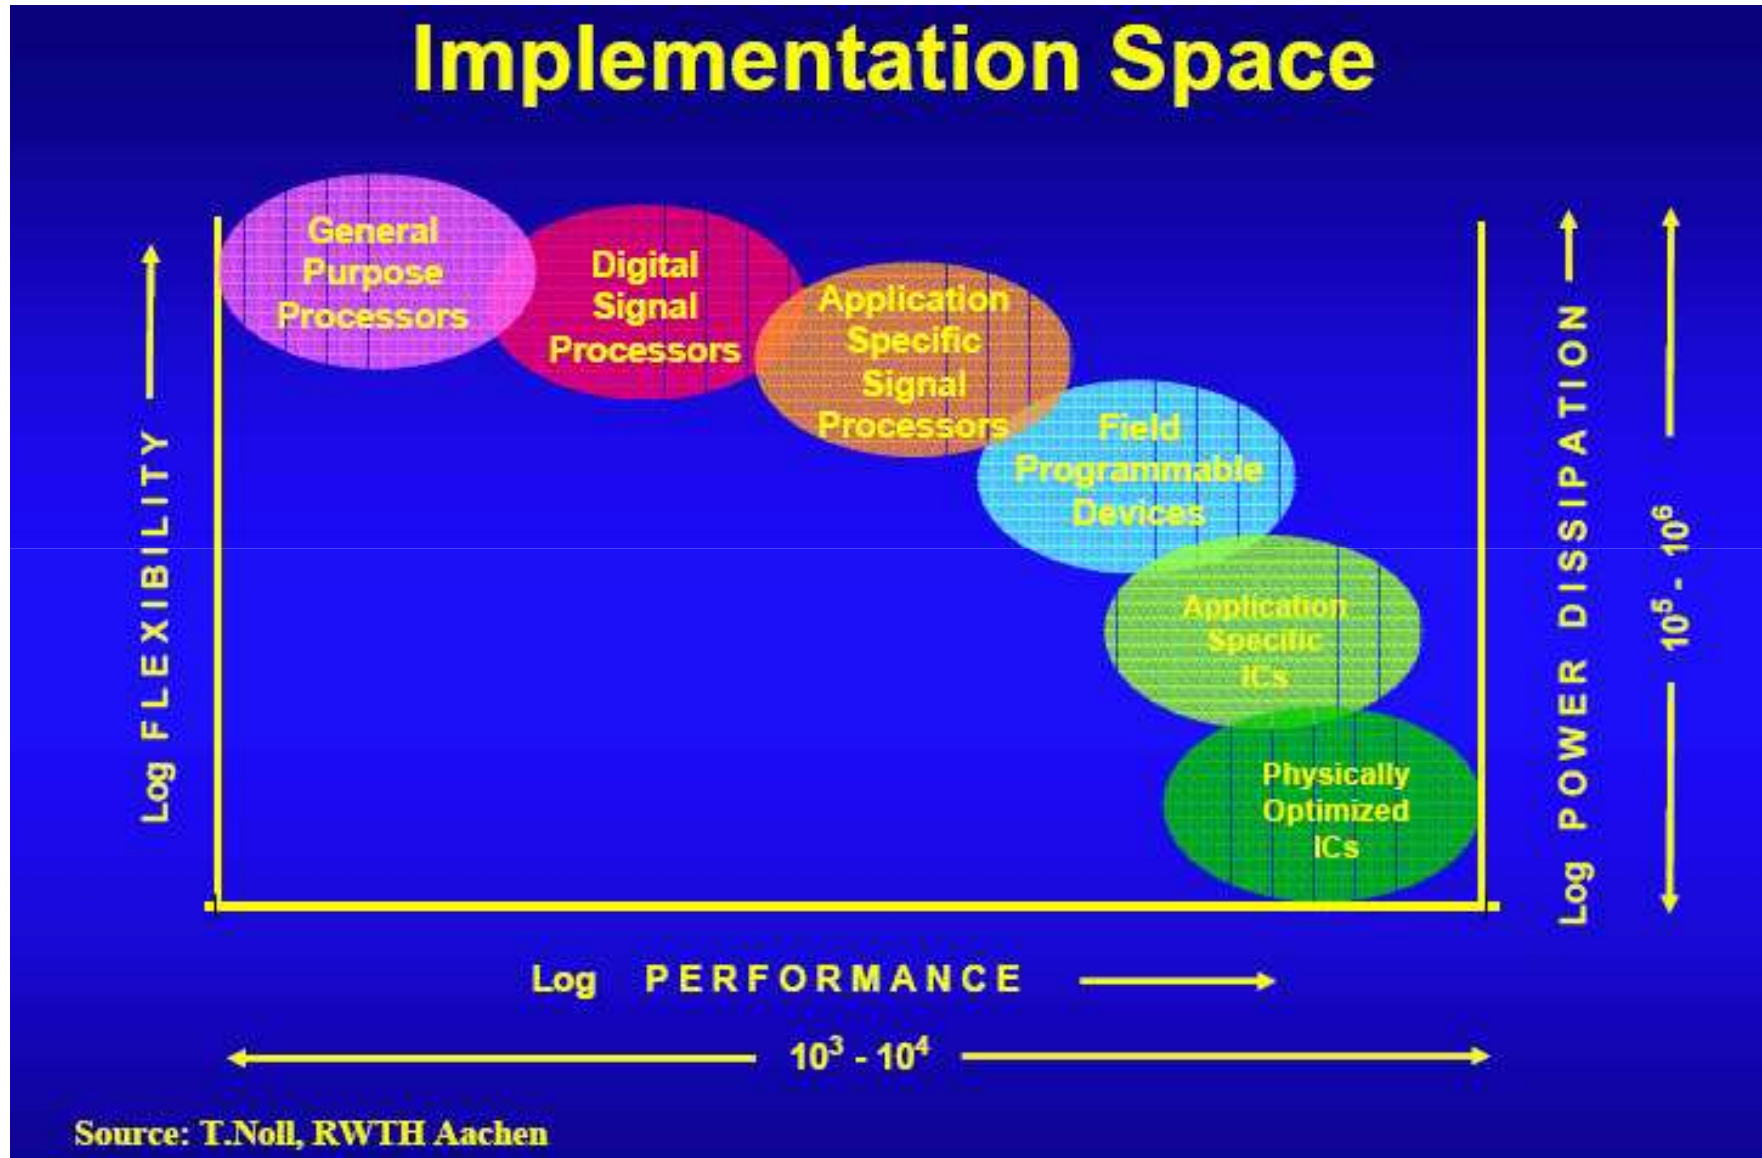 Implementation Space
General
Purpose
Processors
Digital
Signal
Processors
Application
Specific
Signal
Processors
Field
Programmable
Devices
Application
Specific
ICs
Physically
Optimized
ICs
Log FLEXIBILITY
Log POWER DISSIPATION
10⁵ - 10⁶
Log PERFORMANCE
10³ - 10⁴
Source: T.Noll, RWTH Aachen